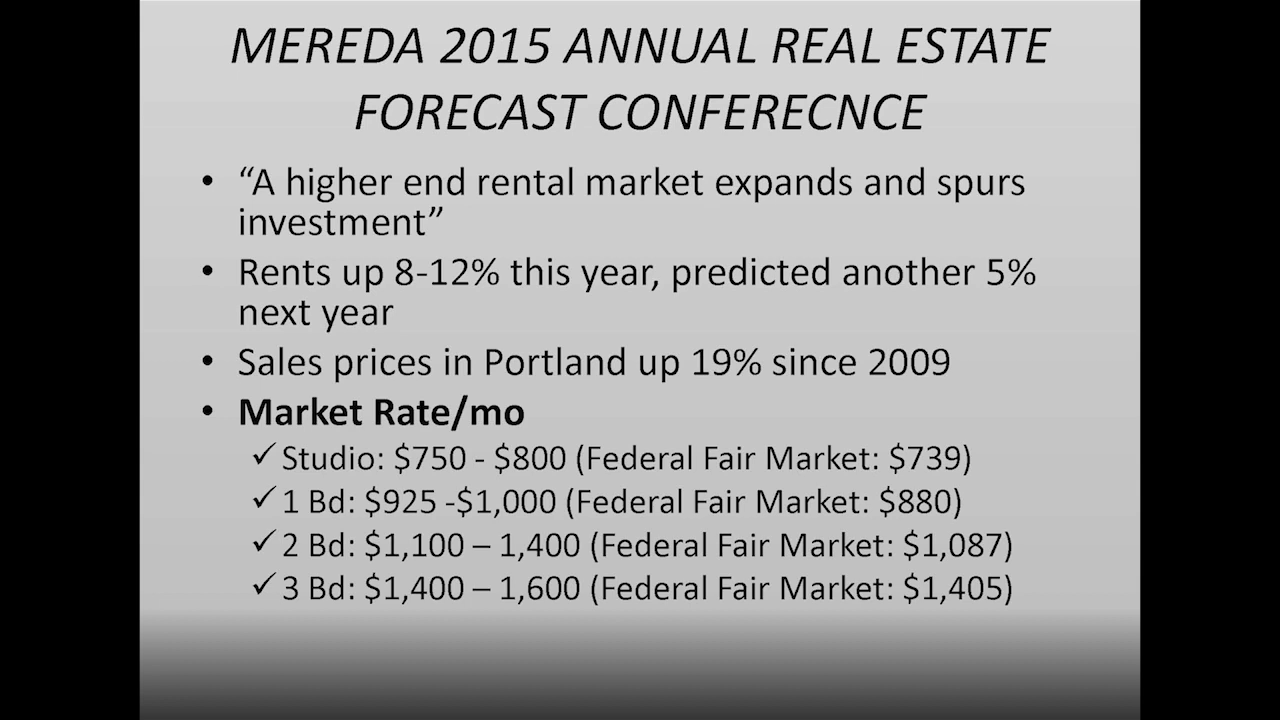 MEREDA 2015 ANNUAL REAL ESTATE
FORECAST CONFERECNCE
• “A higher end rental market expands and spurs
investment”
• Rents up 8-12% this year, predicted another 5%
next year
• Sales prices in Portland up 19% since 2009
• Market Rate/mo
✓ Studio: $750 - $800 (Federal Fair Market: $739)
✓ 1 Bd: $925 -$1,000 (Federal Fair Market: $880)
✓ 2 Bd: $1,100 – 1,400 (Federal Fair Market: $1,087)
✓ 3 Bd: $1,400 – 1,600 (Federal Fair Market: $1,405)